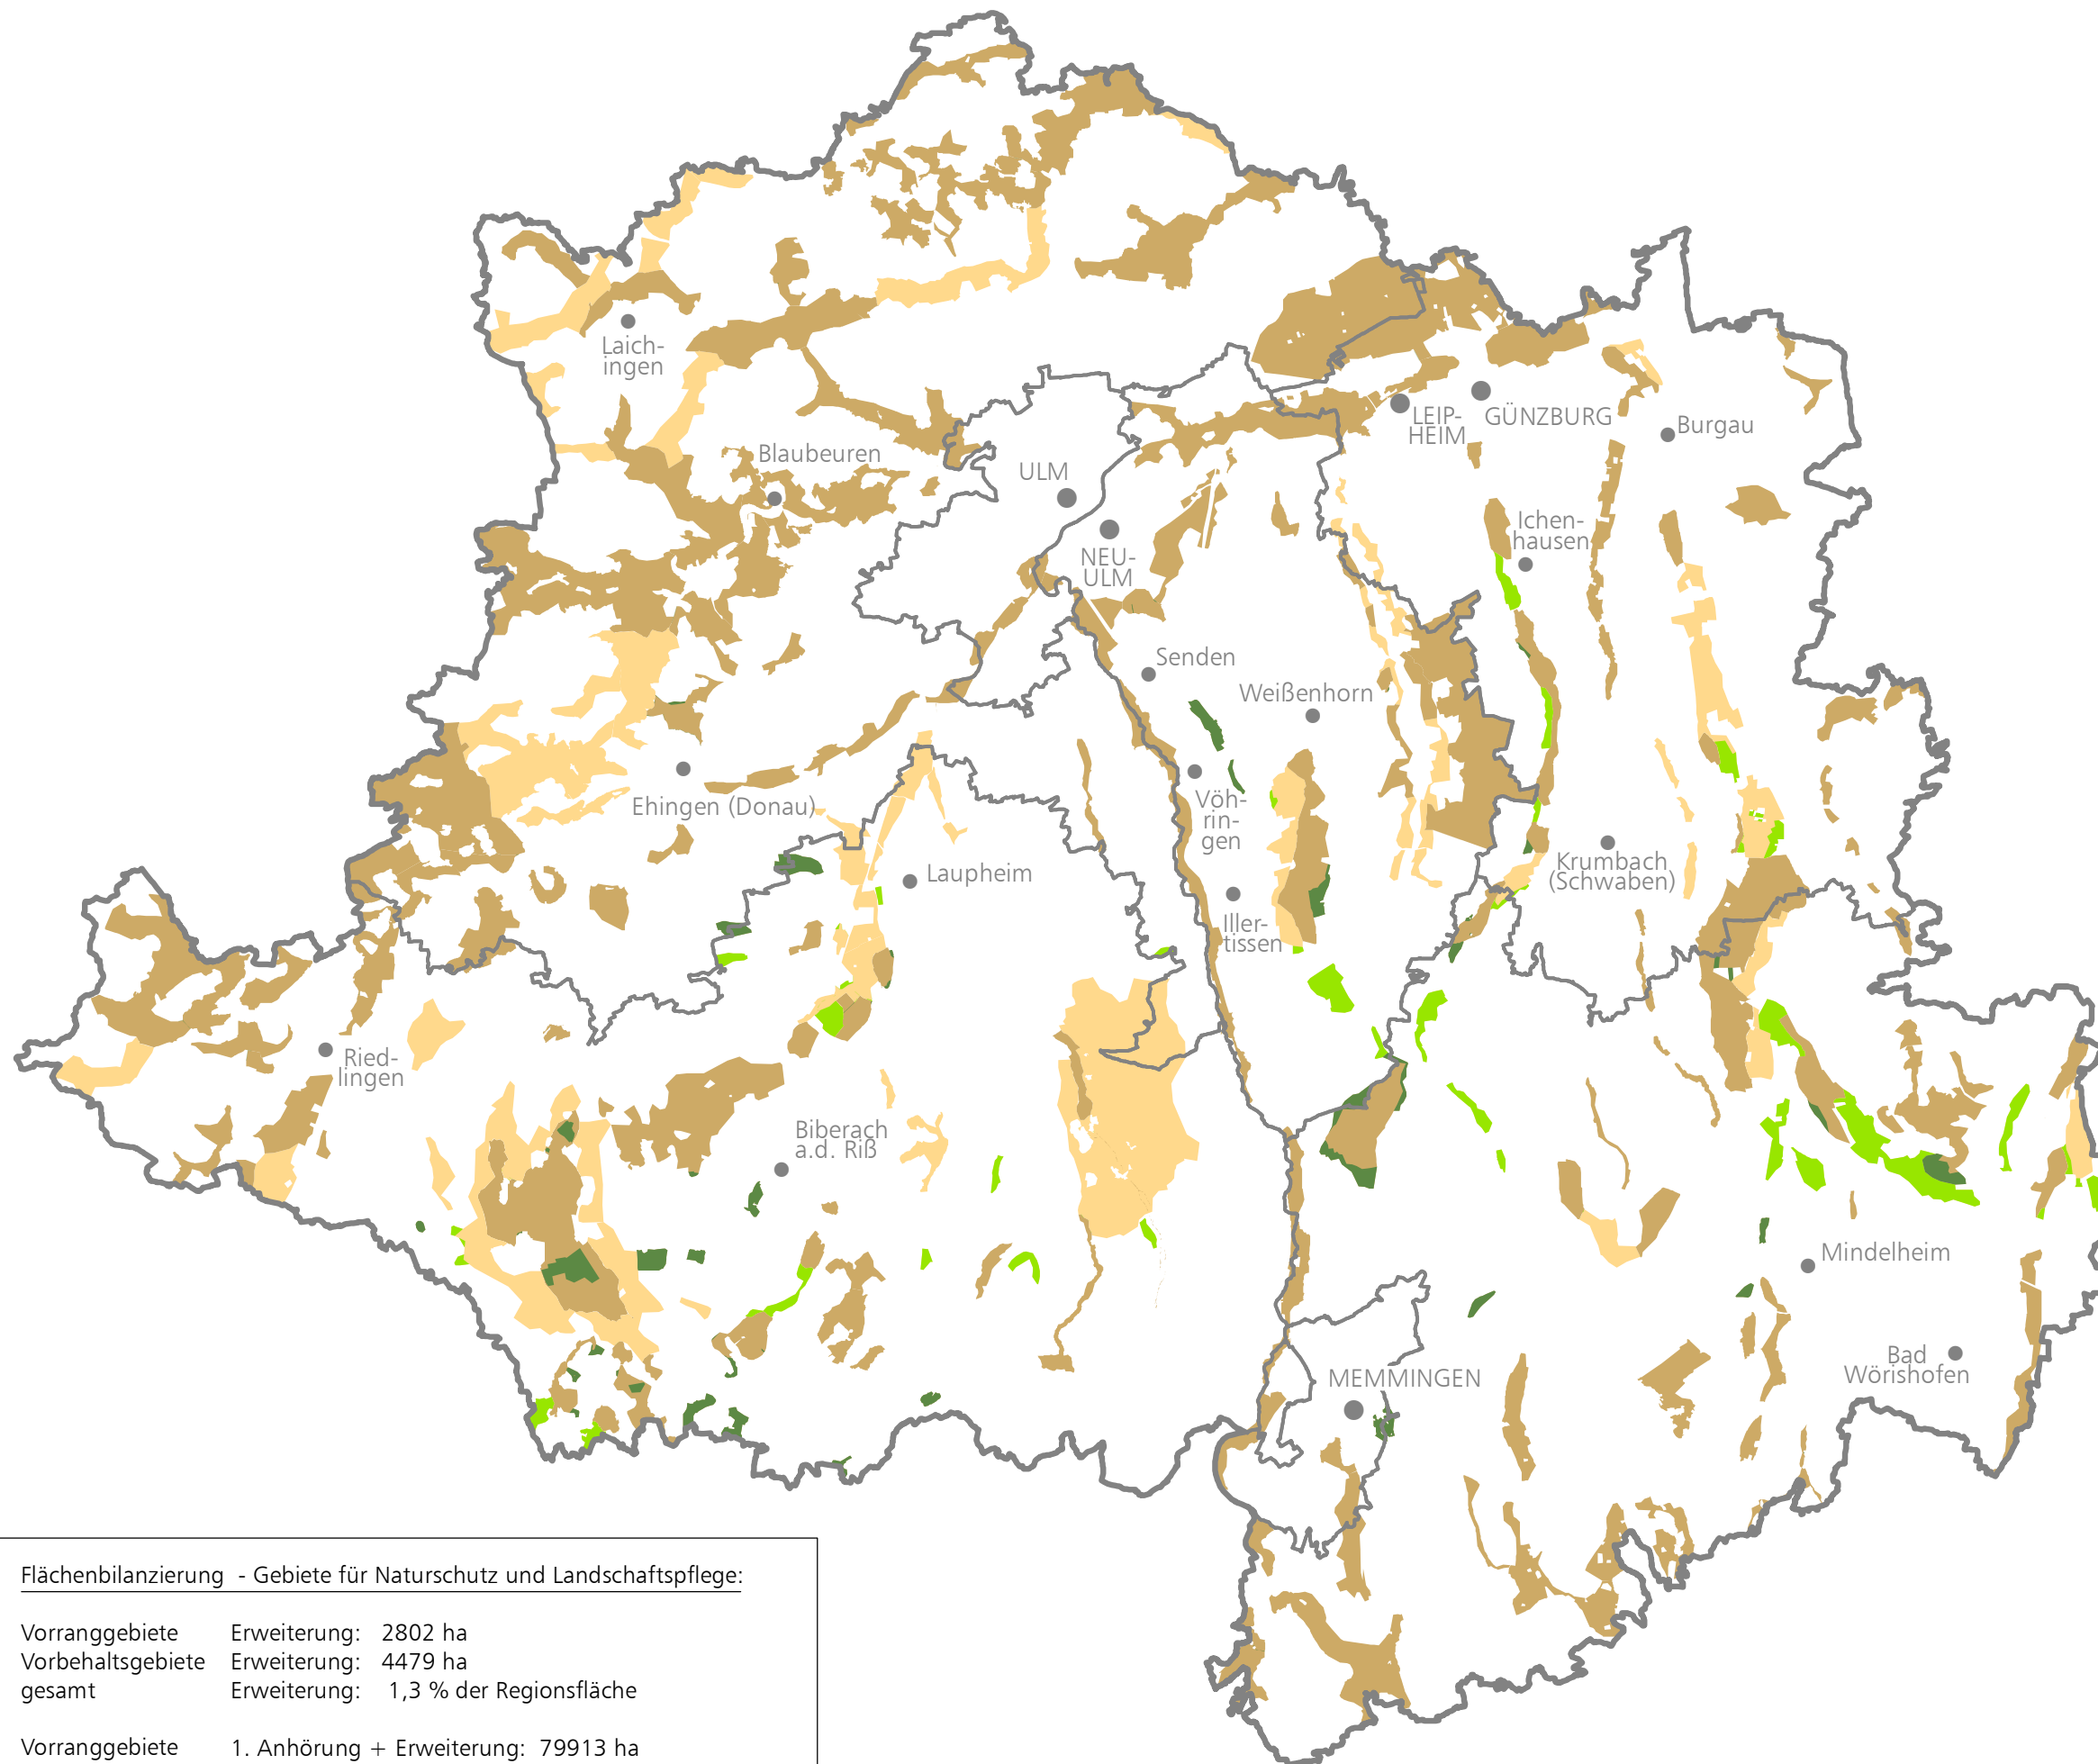 Laich-
ingen
LEIP-
HEIM
GÜNZBURG
Burgau
Blaubeuren
ULM
Ichen-
hausen
NEU-
ULM
Senden
Weißenhorn
Ehingen (Donau)
Vöh-
rin-
gen
Krumbach
(Schwaben)
Laupheim
Iller-
tissen
Ried-
lingen
Biberach
a.d. Riß
Mindelheim
Bad
Wörishofen
MEMMINGEN
Flächenbilanzierung - Gebiete für Naturschutz und Landschaftspflege:
Vorranggebiete Erweiterung: 2802 ha
Vorbehaltsgebiete Erweiterung: 4479 ha
gesamt Erweiterung: 1,3 % der Regionsfläche
Vorranggebiete 1. Anhörung + Erweiterung: 79913 ha